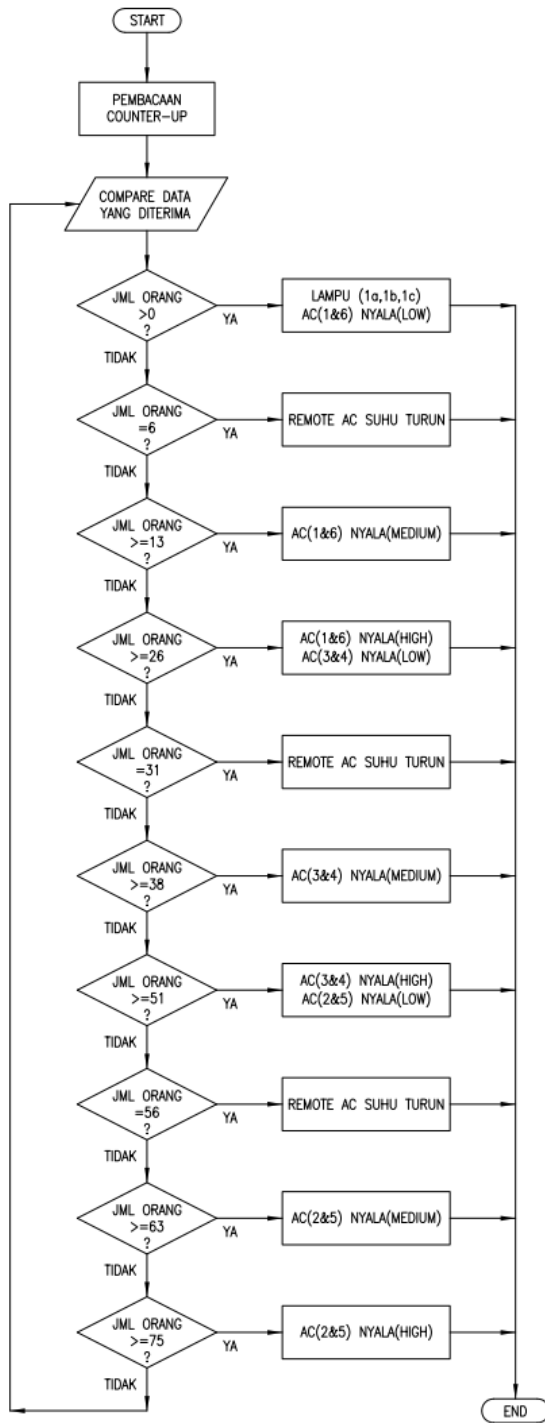 START
PEMBACAAN
COUNTER-UP
COMPARE DATA
YANG DITERIMA
JML ORANG
>0
?
YA
LAMPU (1a,1b,1c)
AC(1&6) NYALA(LOW)
TIDAK
JML ORANG
=6
?
YA
REMOTE AC SUHU TURUN
TIDAK
JML ORANG
>=13
?
YA
AC(1&6) NYALA(MEDIUM)
TIDAK
JML ORANG
>=26
?
YA
AC(1&6) NYALA(HIGH)
AC(3&4) NYALA(LOW)
TIDAK
JML ORANG
=31
?
YA
REMOTE AC SUHU TURUN
TIDAK
JML ORANG
>=38
?
YA
AC(3&4) NYALA(MEDIUM)
TIDAK
JML ORANG
>=51
?
YA
AC(3&4) NYALA(HIGH)
AC(2&5) NYALA(LOW)
TIDAK
JML ORANG
=56
?
YA
REMOTE AC SUHU TURUN
TIDAK
JML ORANG
>=63
?
YA
AC(2&5) NYALA(MEDIUM)
TIDAK
JML ORANG
>=75
?
YA
AC(2&5) NYALA(HIGH)
TIDAK
END